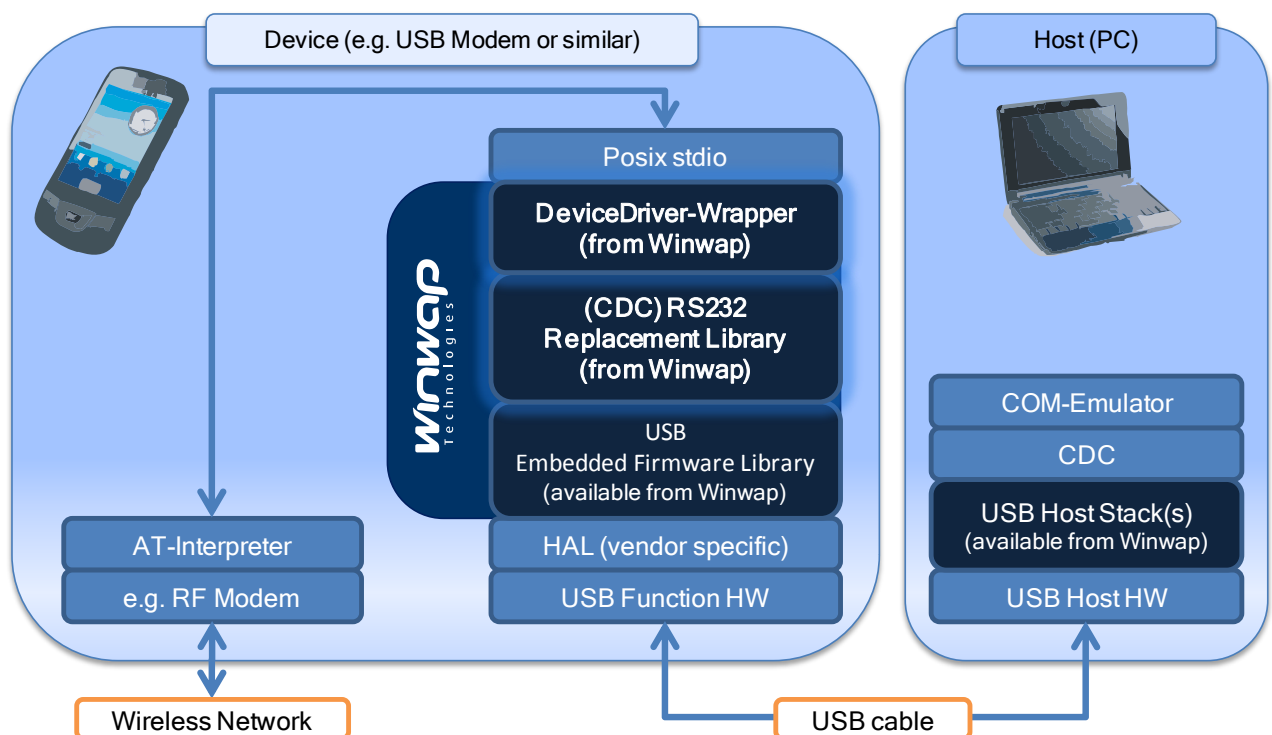 Device (e.g. USB Modem or similar)
Host (PC)
Posix stdio
DeviceDriver-Wrapper
(from Winwap)
winwap
Technologies
(CDC) RS232
Replacement Library
(from Winwap)
USB
Embedded Firmware Library
(available from Winwap)
HAL (vendor specific)
USB Function HW
AT-Interpreter
e.g. RF Modem
COM-Emulator
CDC
USB Host Stack(s)
(available from Winwap)
USB Host HW
Wireless Network
USB cable